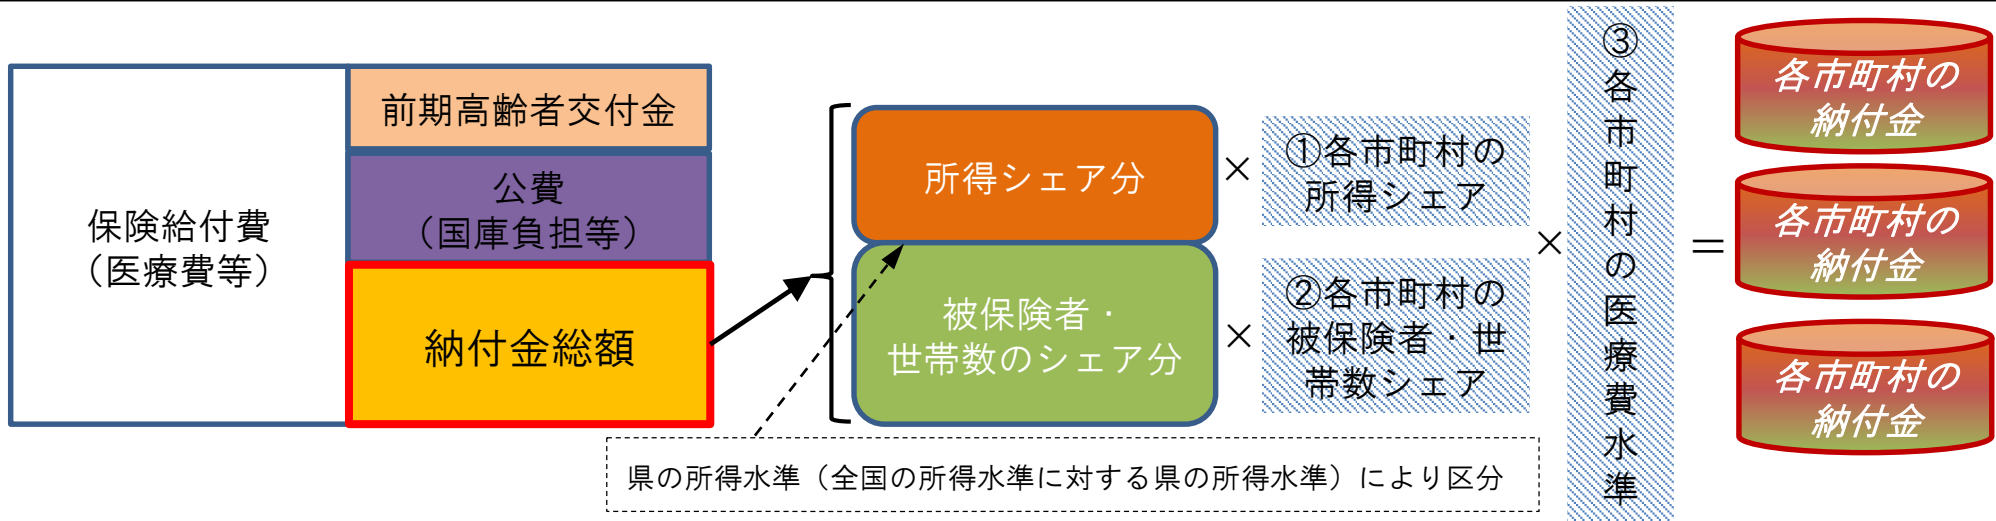 保険給付費
（医療費等）
前期高齢者交付金
公費
（国庫負担等）
納付金総額
所得シェア分
被保険者・
世帯数のシェア分
×
①各市町村の
所得シェア
×
②各市町村の
被保険者・世
帯数シェア
県の所得水準（全国の所得水準に対する県の所得水準）により区分
×
③各市町村の医療費水準
＝
各市町村の
納付金
各市町村の
納付金
各市町村の
納付金